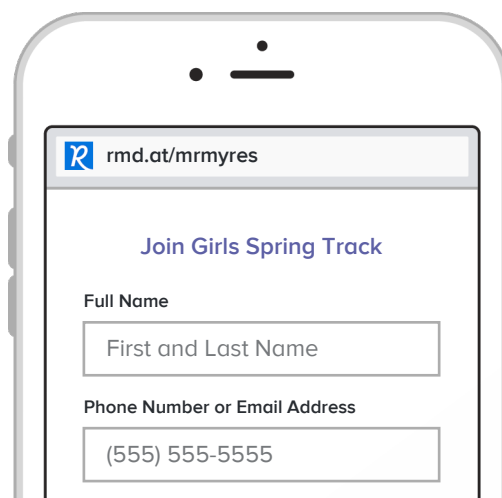 rmd.at/mrmyres
Join Girls Spring Track
Full Name
First and Last Name
Phone Number or Email Address
(555) 555-5555